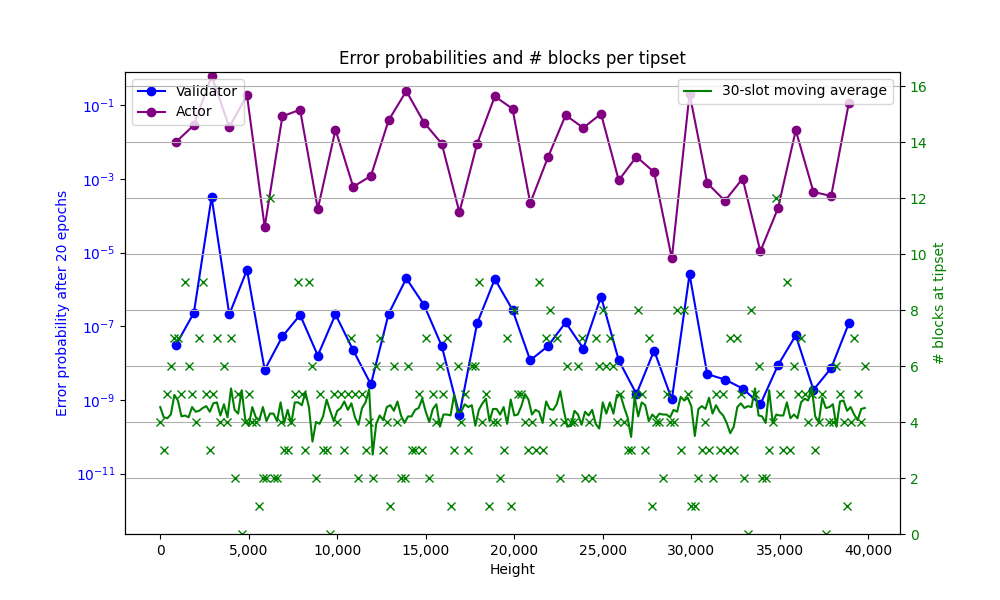 Error probabilities and # blocks per tipset
Validator
Actor
30-slot moving average
Error probability after 20 epochs
10⁻¹
10⁻³
10⁻⁵
10⁻⁷
10⁻⁹
10⁻¹¹
# blocks at tipset
16
14
12
10
8
6
4
2
0
0 5,000 10,000 15,000 20,000 25,000 30,000 35,000 40,000
Height